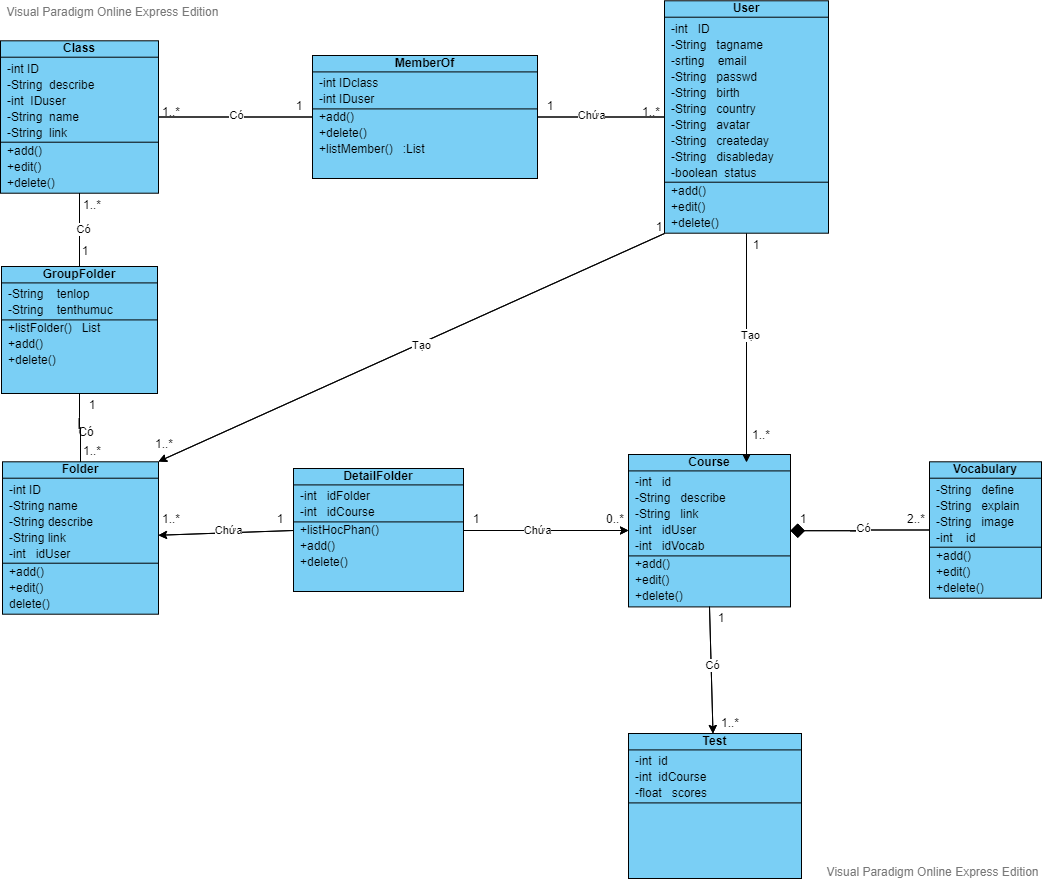 Visual Paradigm Online Express Edition
Class
-int ID
-String describe
-int IDuser
-String name
-String link
+add()
+edit()
+delete()
1..*
Có
1
MemberOf
-int IDclass
-int IDuser
+add()
+delete()
+listMember() :List
1
Chứa
1..*
User
-int ID
-String tagname
-srting email
-String passwd
-String birth
-String country
-String avatar
-String createday
-String disableday
-boolean status
+add()
+edit()
+delete()
1..*
Có
1
GroupFolder
-String tenlop
-String tenthumuc
+listFolder() List
+add()
+delete()
1
Có
1..*
1
Tạo
1..*
1
Tạo
1..*
Folder
-int ID
-String name
-String describe
-String link
-int idUser
+add()
+edit()
delete()
1..*
Chứa
1
DetailFolder
-int idFolder
-int idCourse
+listHocPhan()
+add()
+delete()
1
Chứa
0..*
Course
-int id
-String describe
-String link
-int idUser
-int idVocab
+add()
+edit()
+delete()
1
Có
2..*
Vocabulary
-String define
-String explain
-String image
-int id
+add()
+edit()
+delete()
1
Có
1..*
Test
-int id
-int idCourse
-float scores
Visual Paradigm Online Express Edition